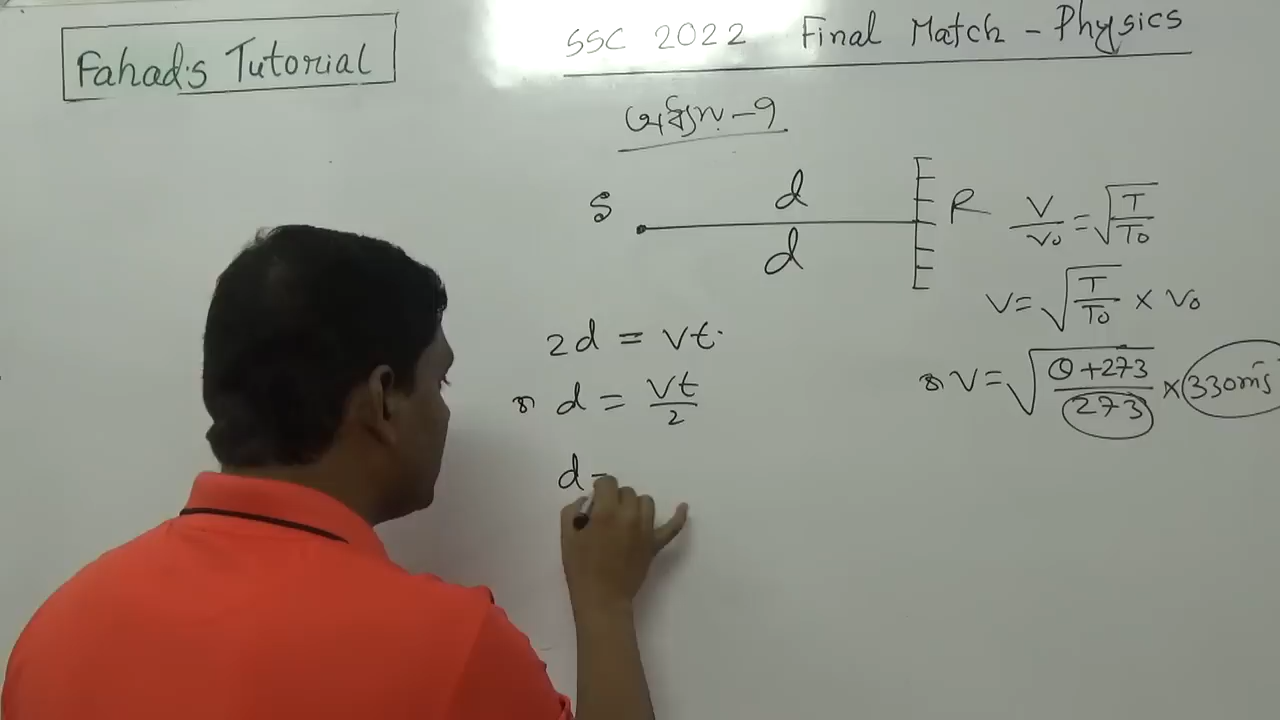 Fahad's Tutorial
SSC 2022 Final Match - Physics
অধ্যায় - ৭
S d R
d
V/V₀ = √(T/T₀)
V = √(T/T₀) × V₀
2d = Vt.
বা d = Vt/2
বা V = √((θ+273)/273) × 330ms⁻
d =